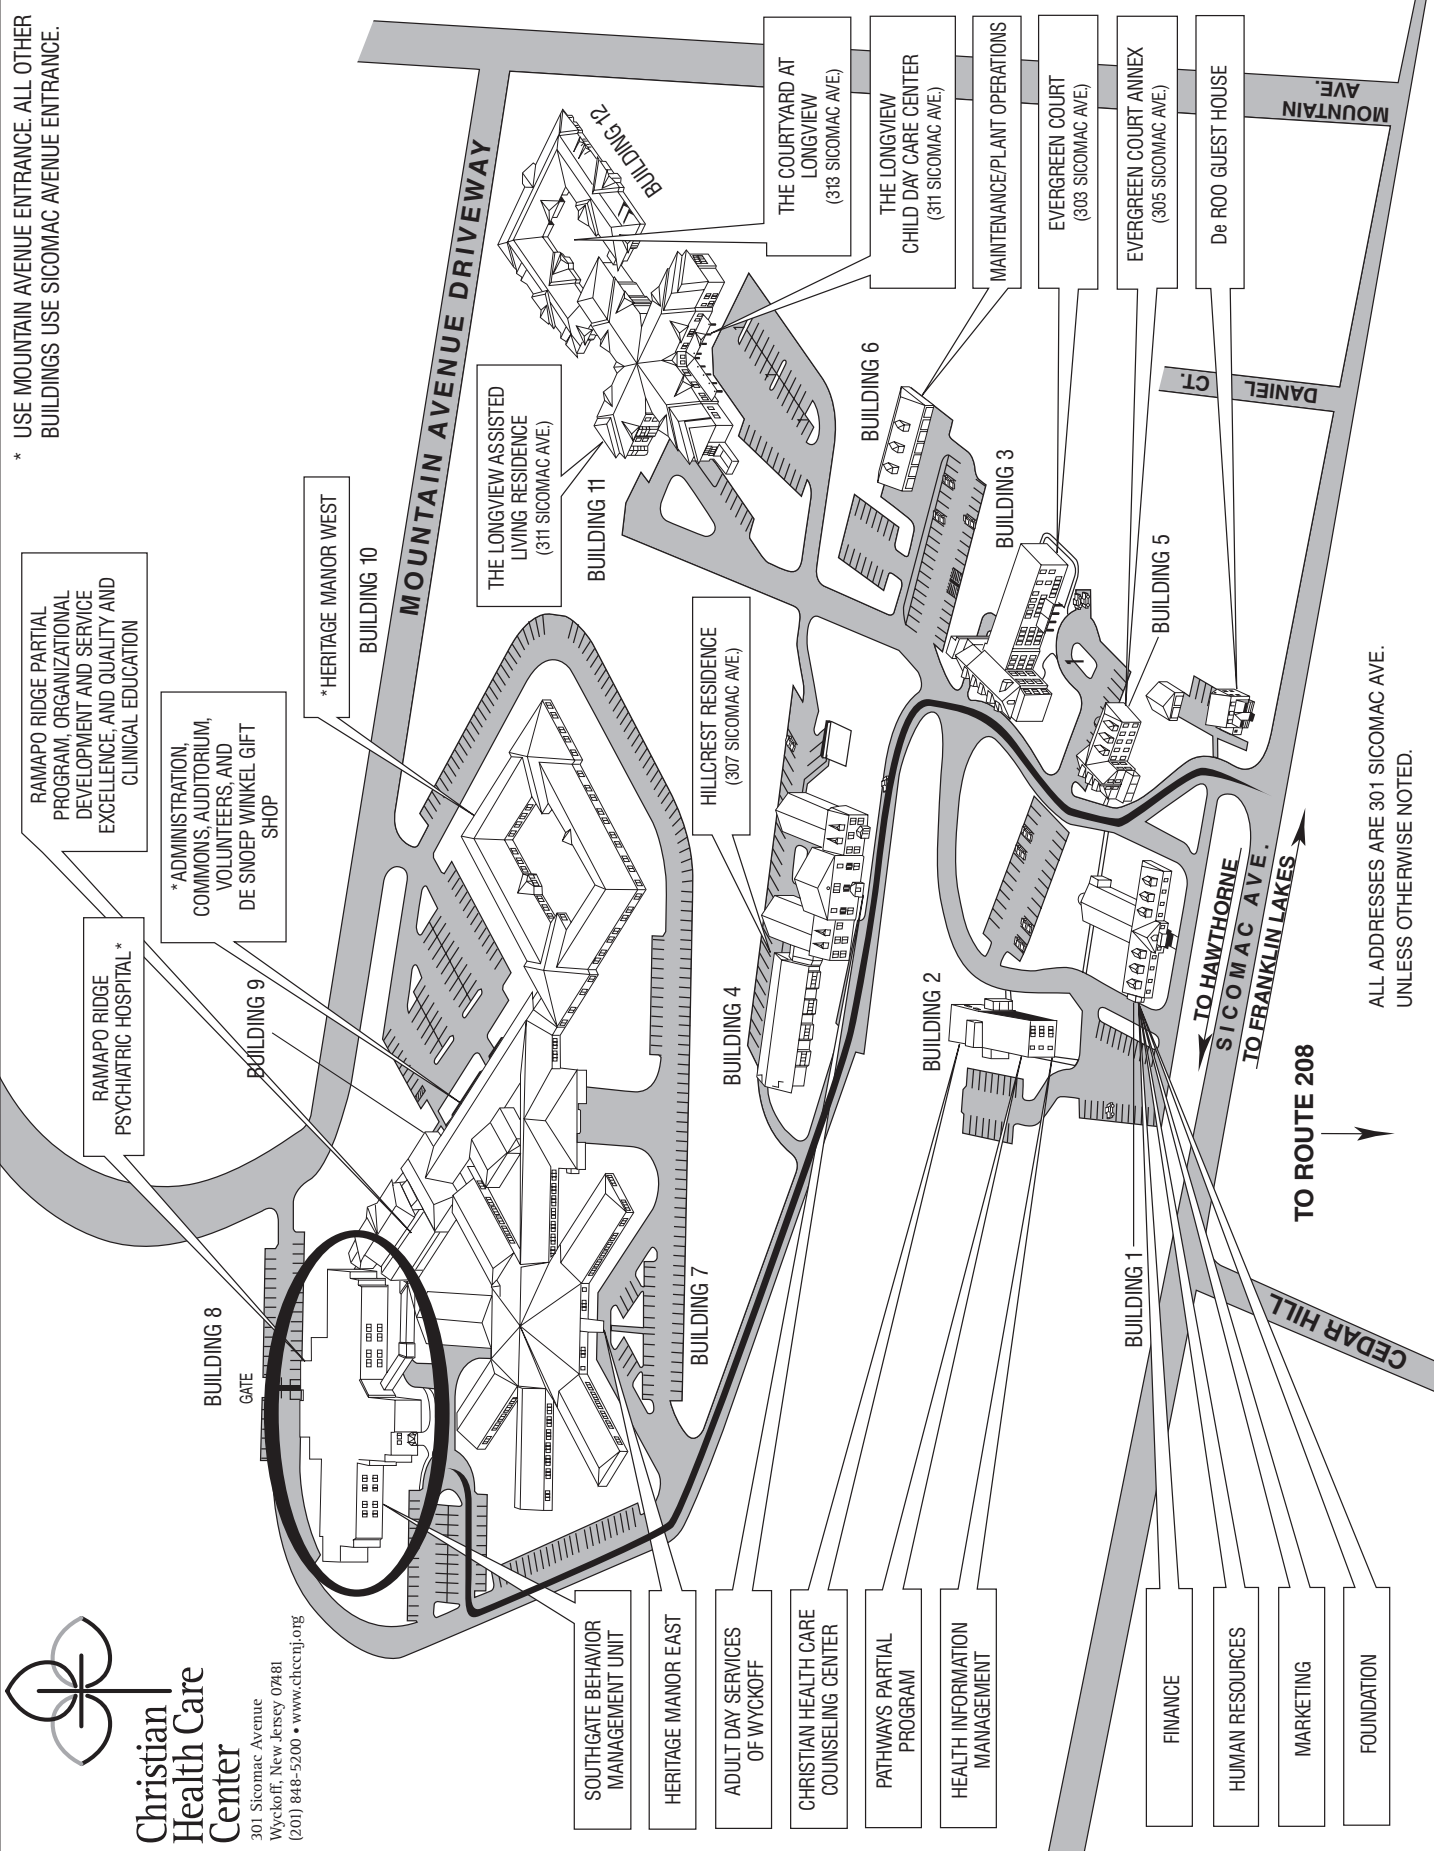 Christian
Health Care
Center
301 Sicomac Avenue
Wyckoff, New Jersey 07481
(201) 848-5200 • www.chccnj.org
* USE MOUNTAIN AVENUE ENTRANCE. ALL OTHER
BUILDINGS USE SICOMAC AVENUE ENTRANCE.
RAMAPO RIDGE
PSYCHIATRIC HOSPITAL*
RAMAPO RIDGE PARTIAL
PROGRAM, ORGANIZATIONAL
DEVELOPMENT AND SERVICE
EXCELLENCE, AND QUALITY AND
CLINICAL EDUCATION
*ADMINISTRATION,
COMMONS, AUDITORIUM,
VOLUNTEERS, AND
DE SNOEP WINKEL GIFT
SHOP
*HERITAGE MANOR WEST
BUILDING 8
GATE
BUILDING 9
BUILDING 10
MOUNTAIN AVENUE DRIVEWAY
THE LONGVIEW ASSISTED
LIVING RESIDENCE
(311 SICOMAC AVE.)
BUILDING 11
BUILDING 12
HILLCREST RESIDENCE
(307 SICOMAC AVE.)
BUILDING 7
BUILDING 4
BUILDING 6
BUILDING 2
BUILDING 3
BUILDING 5
BUILDING 1
THE COURTYARD AT
LONGVIEW
(313 SICOMAC AVE.)
THE LONGVIEW
CHILD DAY CARE CENTER
(311 SICOMAC AVE.)
MAINTENANCE/PLANT OPERATIONS
EVERGREEN COURT
(303 SICOMAC AVE.)
EVERGREEN COURT ANNEX
(305 SICOMAC AVE.)
De ROO GUEST HOUSE
MOUNTAIN
AVE.
DANIEL CT.
SOUTHGATE BEHAVIOR
MANAGEMENT UNIT
HERITAGE MANOR EAST
ADULT DAY SERVICES
OF WYCKOFF
CHRISTIAN HEALTH CARE
COUNSELING CENTER
PATHWAYS PARTIAL
PROGRAM
HEALTH INFORMATION
MANAGEMENT
FINANCE
HUMAN RESOURCES
MARKETING
FOUNDATION
TO HAWTHORNE
SICOMAC AVE.
TO FRANKLIN LAKES
TO ROUTE 208
CEDAR HILL
ALL ADDRESSES ARE 301 SICOMAC AVE.
UNLESS OTHERWISE NOTED.